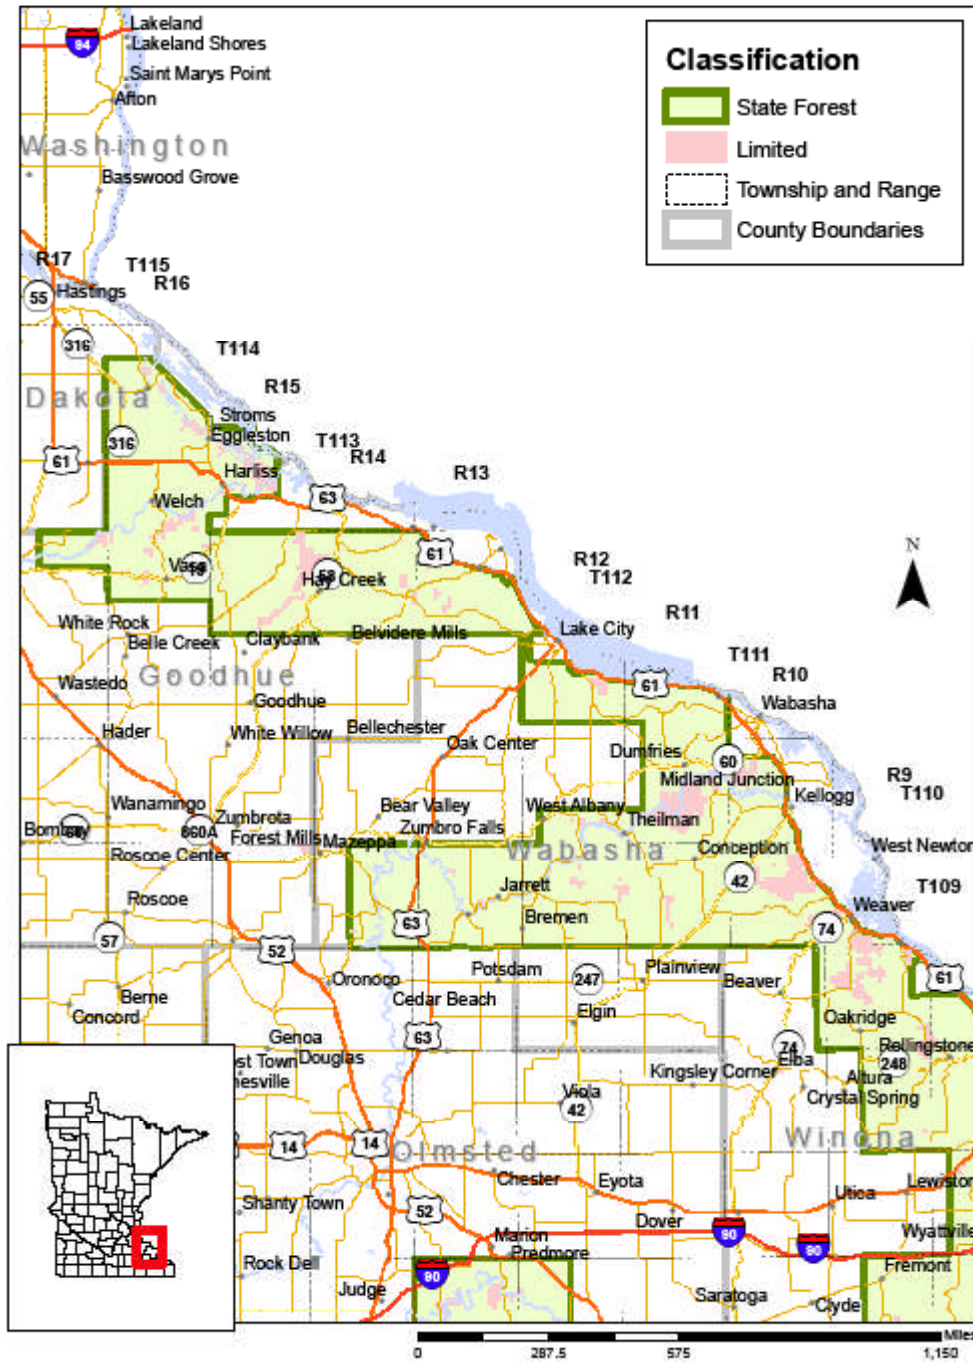 Lakeland
94
Lakeland Shores
Saint Marys Point
Afton
Washington
Basswood Grove
Classification
State Forest
Limited
Township and Range
County Boundaries
R17
T115
R16
55
Hastings
316
T114
R15
Dakota
Stroms
Eggleston
316
T113
R14
61
Harliss
R13
63
Welch
61
R12
T112
N
Vasa
58
Hay Creek
R11
White Rock
Lake City
Belle Creek
Claybank
Belvidere Mills
T111
R10
Goodhue
Wastedo
61
Goodhue
Wabasha
Bellechester
Hader
White Willow
Oak Center
Dumfries
60
Midland Junction
R9
T110
Kellogg
Wanamingo
Bear Valley
West Albany
Zumbrota
Theilman
Bombay
60A
Forest Mills
Zumbro Falls
Mazeppa
Wabasha
Conception
West Newton
Roscoe Center
42
T109
Jarrett
Roscoe
Bremen
Weaver
63
74
57
52
Potsdam
Plainview
Oronoco
247
Beaver
61
Berne
Cedar Beach
Concord
Elgin
Oakridge
Genoa
63
74
Rollingstone
Douglas
Elba
248
Kingsley Corner
Altura
Viola
Crystal Spring
42
14
14
Olmsted
Winona
Chester
Eyota
Lewiston
Utica
Shanty Town
52
Dover
Wyattville
Marion
90
90
Predmore
Rock Dell
90
Fremont
Judge
Saratoga
Clyde
Miles
0
287.5
575
1,150